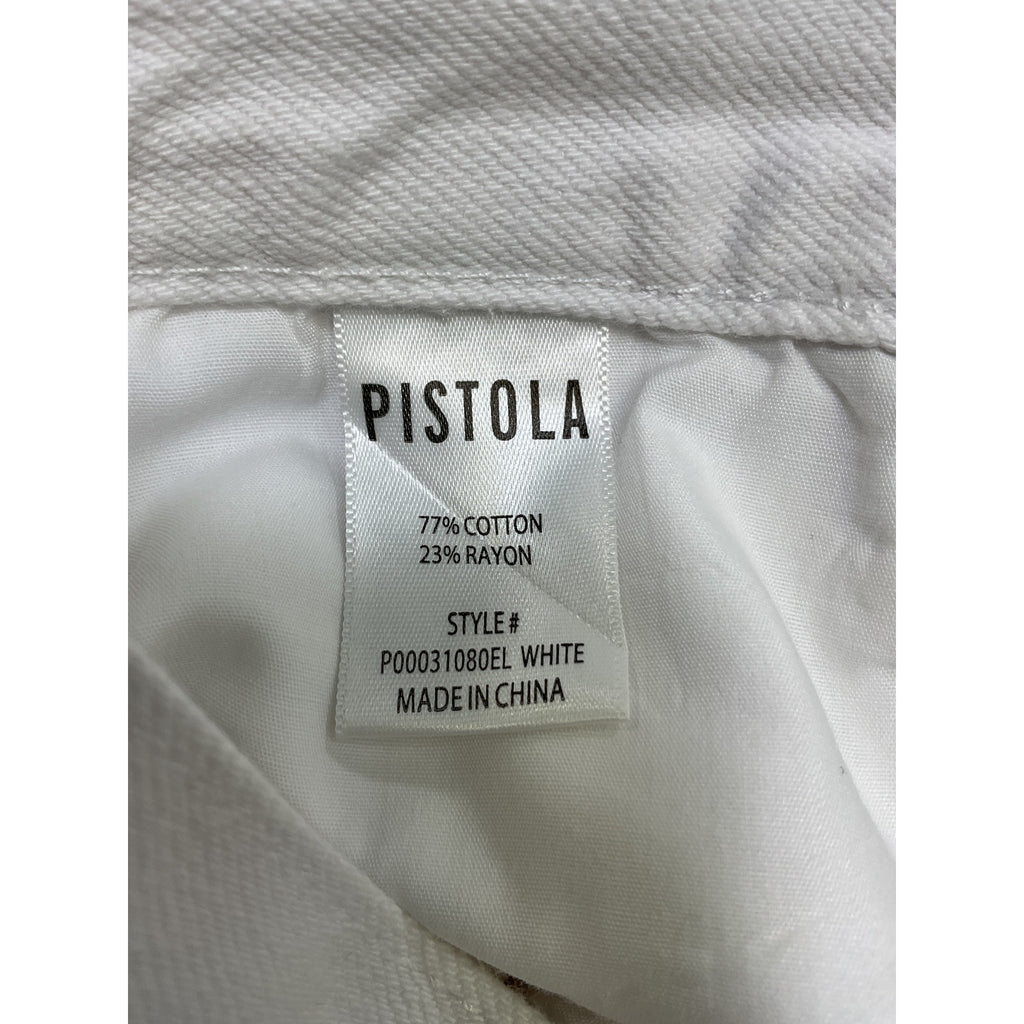 PISTOLA
77% COTTON
23% RAYON
STYLE #
P00031080EL WHITE
MADE IN CHINA